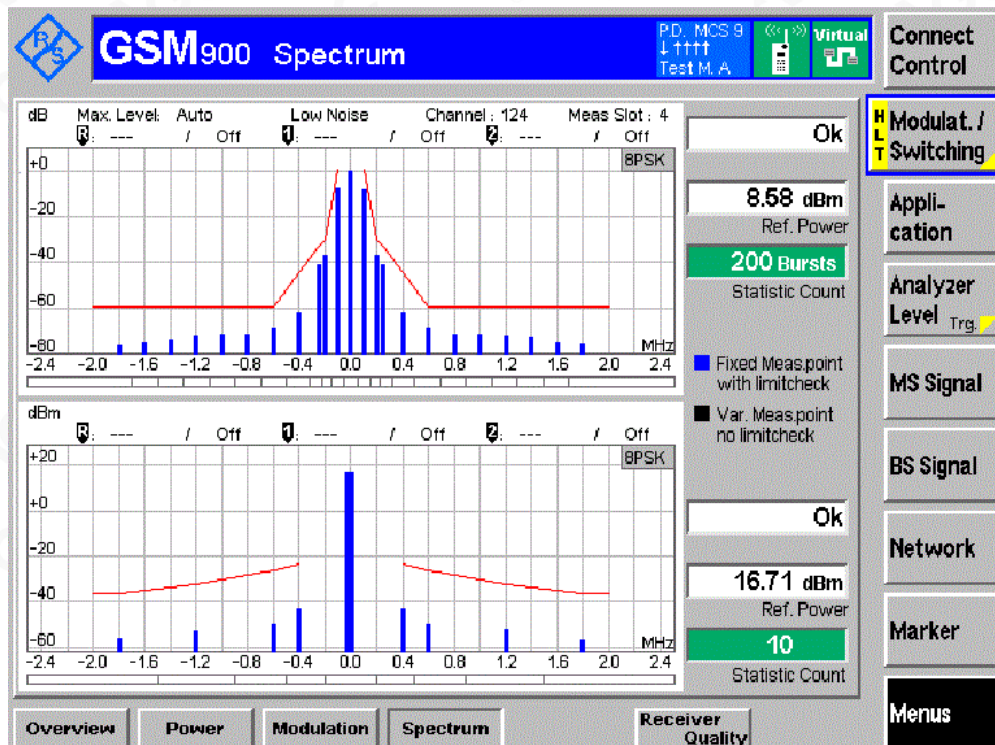 R S
GSM900 Spectrum
P.D. MCS 9
↓ ↑↑↑↑
Test M. A
Virtual
Connect
Control
H
L
T
Modulat. /
Switching
Appli-
cation
Analyzer
Level Trg.
MS Signal
BS Signal
Network
Marker
Menus
dB Max. Level: Auto Low Noise Channel : 124 Meas Slot : 4
R: --- / Off 1: --- / Off 2: --- / Off
8PSK
+0
-20
-40
-60
-80
MHz
-2.4 -2.0 -1.6 -1.2 -0.8 -0.4 0.0 0.4 0.8 1.2 1.6 2.0 2.4
Ok
8.58 dBm
Ref. Power
200 Bursts
Statistic Count
Fixed Meas.point
with limitcheck
Var. Meas.point
no limitcheck
dBm
R: --- / Off 1: --- / Off 2: --- / Off
8PSK
+20
+0
-20
-40
-60
MHz
-2.4 -2.0 -1.6 -1.2 -0.8 -0.4 0.0 0.4 0.8 1.2 1.6 2.0 2.4
Ok
16.71 dBm
Ref. Power
10
Statistic Count
Overview Power Modulation Spectrum Receiver
Quality